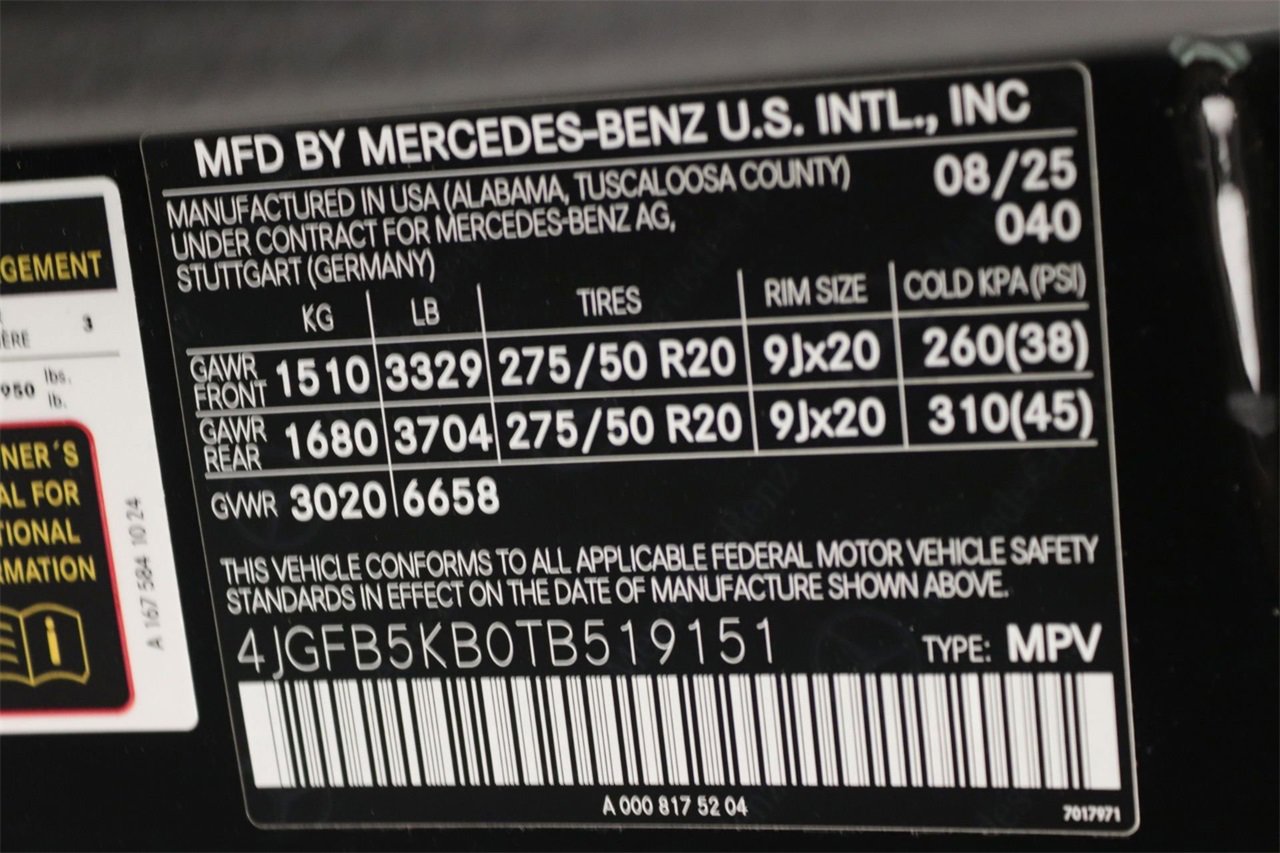 MFD BY MERCEDES-BENZ U.S. INTL., INC
MANUFACTURED IN USA (ALABAMA, TUSCALOOSA COUNTY) 08/25
UNDER CONTRACT FOR MERCEDES-BENZ AG, 040
STUTTGART (GERMANY)
KG LB TIRES RIM SIZE COLD KPA (PSI)
GAWR FRONT 1510 3329 275/50 R20 9Jx20 260(38)
GAWR REAR 1680 3704 275/50 R20 9Jx20 310(45)
GVWR 3020 6658
THIS VEHICLE CONFORMS TO ALL APPLICABLE FEDERAL MOTOR VEHICLE SAFETY
STANDARDS IN EFFECT ON THE DATE OF MANUFACTURE SHOWN ABOVE.
4JGFB5KB0TB519151 TYPE: MPV
A 000 817 52 04
7017971
GEMENT
ÈRE 3
950 lbs.
lb.
NER'S
AL FOR
TIONAL
RMATION
A 167 584 10 24